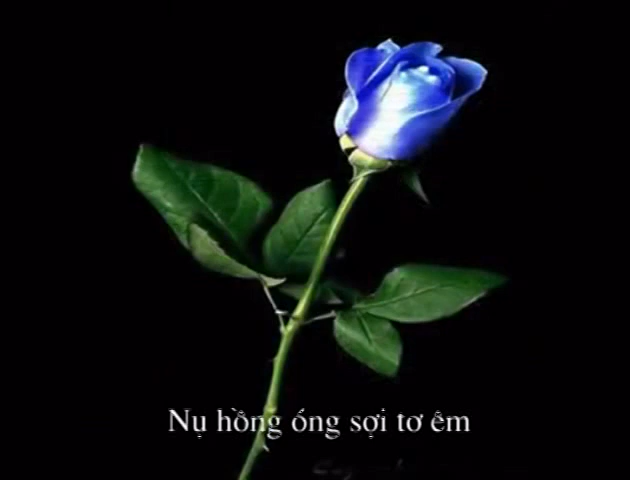 Nụ hồng óng sợi tơ êm